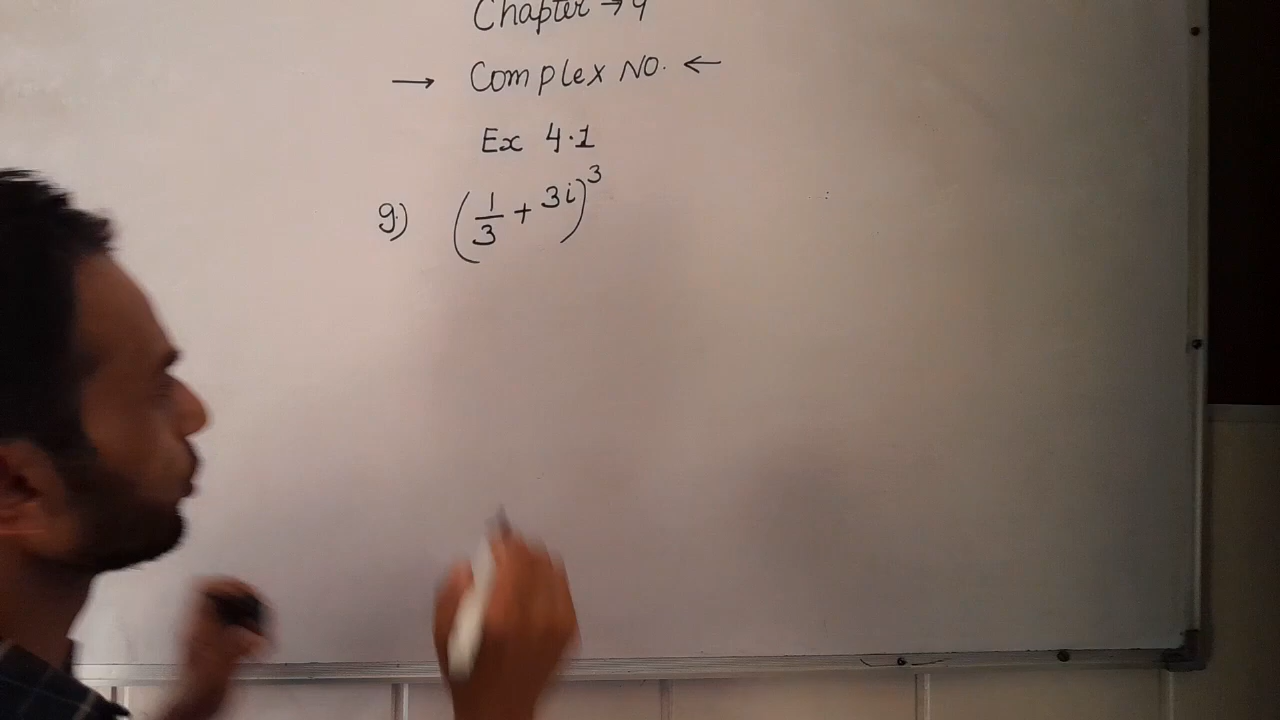 Chapter → 4
→ Complex NO. ←
Ex 4.1
9) (1/3 + 3i)^3